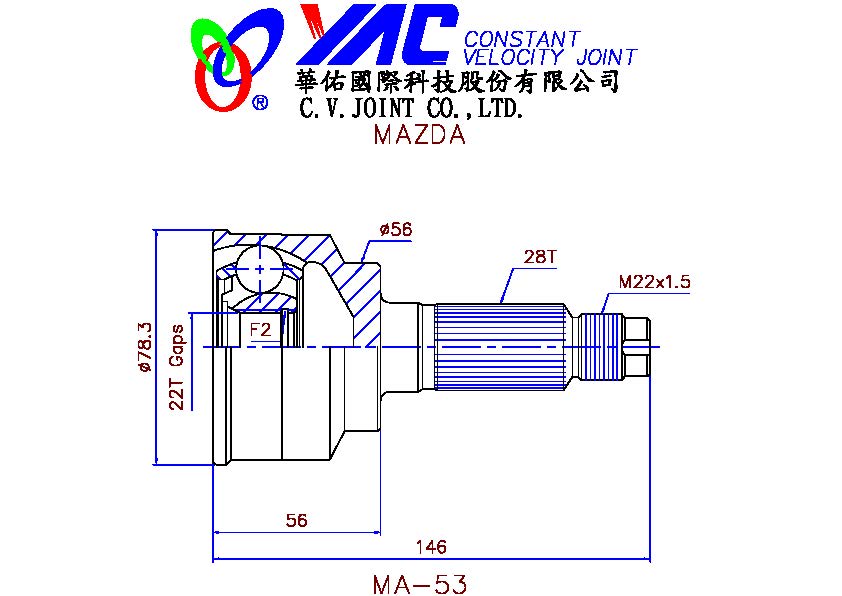 YAC CONSTANT
VELOCITY JOINT
®
華佑國際科技股份有限公司
C.V.JOINT CO.,LTD.
MAZDA
ø56
28T
M22x1.5
ø78.3
22T Gaps
F2
56
146
MA-53